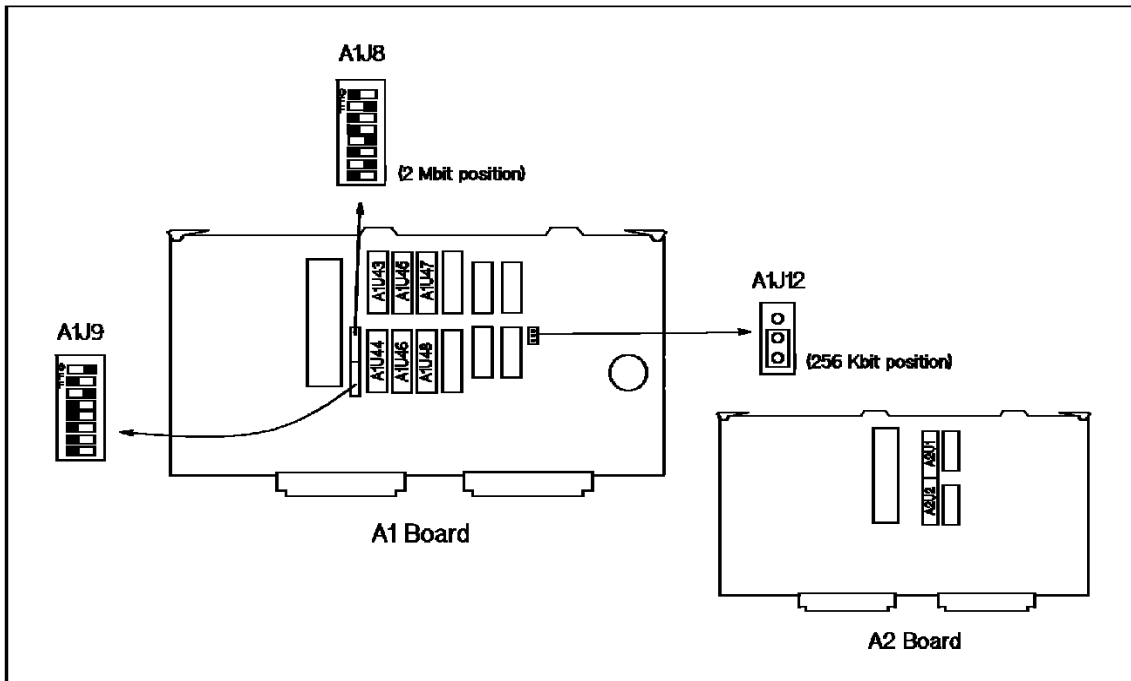 A1J8
(2 Mbit position)
A1U43
A1U45
A1U47
A1J12
A1J9
A1U44
A1U46
A1U48
(256 Kbit position)
A2U1
A2U2
A1 Board
A2 Board